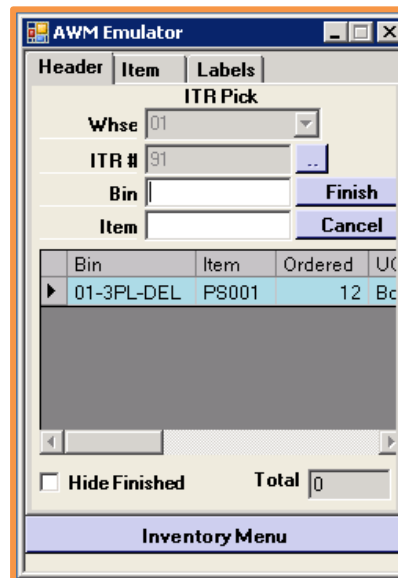 AWM Emulator
Header Item Labels
ITR Pick
Whse 01
ITR # 91 ..
Bin Finish
Item Cancel
Bin Item Ordered
01-3PL-DEL PS001 12
Hide Finished Total 0
Inventory Menu